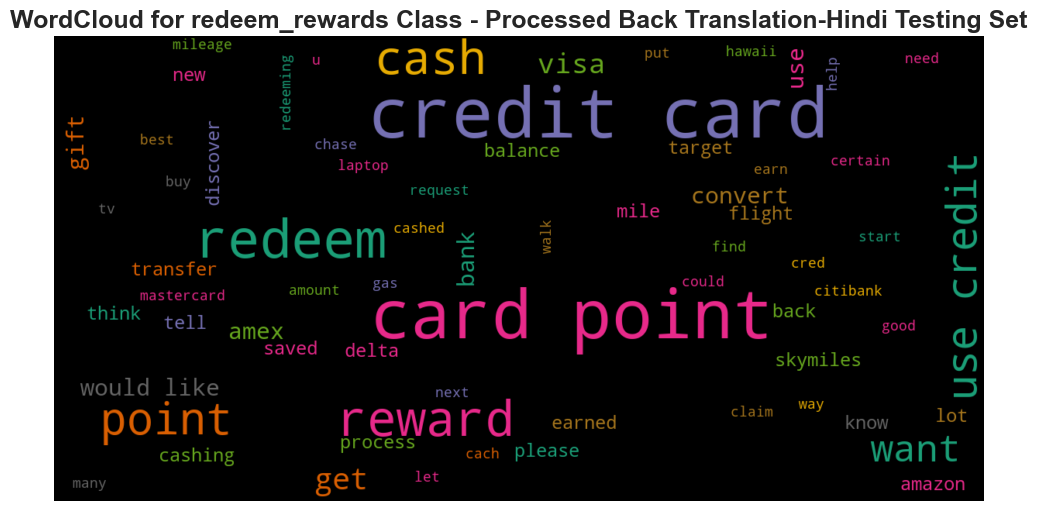 WordCloud for redeem_rewards Class - Processed Back Translation-Hindi Testing Set
mileage
new
redeeming
u
cash
visa
put
hawaii
use
help
need
credit card
gift
best
discover
chase
laptop
balance
target
earn
certain
buy
request
convert
tv
mile
flight
use credit
redeem
cashed
walk
bank
find
start
transfer
cred
mastercard
amount
gas
could
citibank
card point
think
tell
amex
back
good
saved
delta
skymiles
would like
next
point
reward
earned
claim
way
know
lot
process
cashing
cach
please
want
many
get
let
amazon